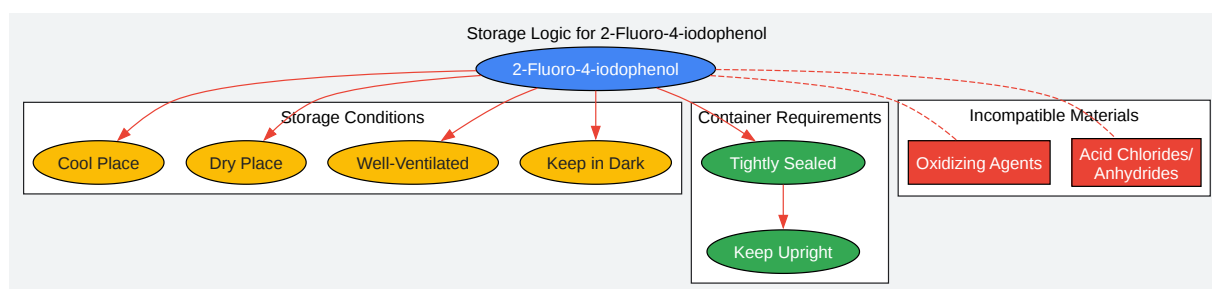 Storage Logic for 2-Fluoro-4-iodophenol
2-Fluoro-4-iodophenol
Storage Conditions
Cool Place
Dry Place
Well-Ventilated
Keep in Dark
Container Requirements
Tightly Sealed
Keep Upright
Incompatible Materials
Oxidizing Agents
Acid Chlorides/
Anhydrides